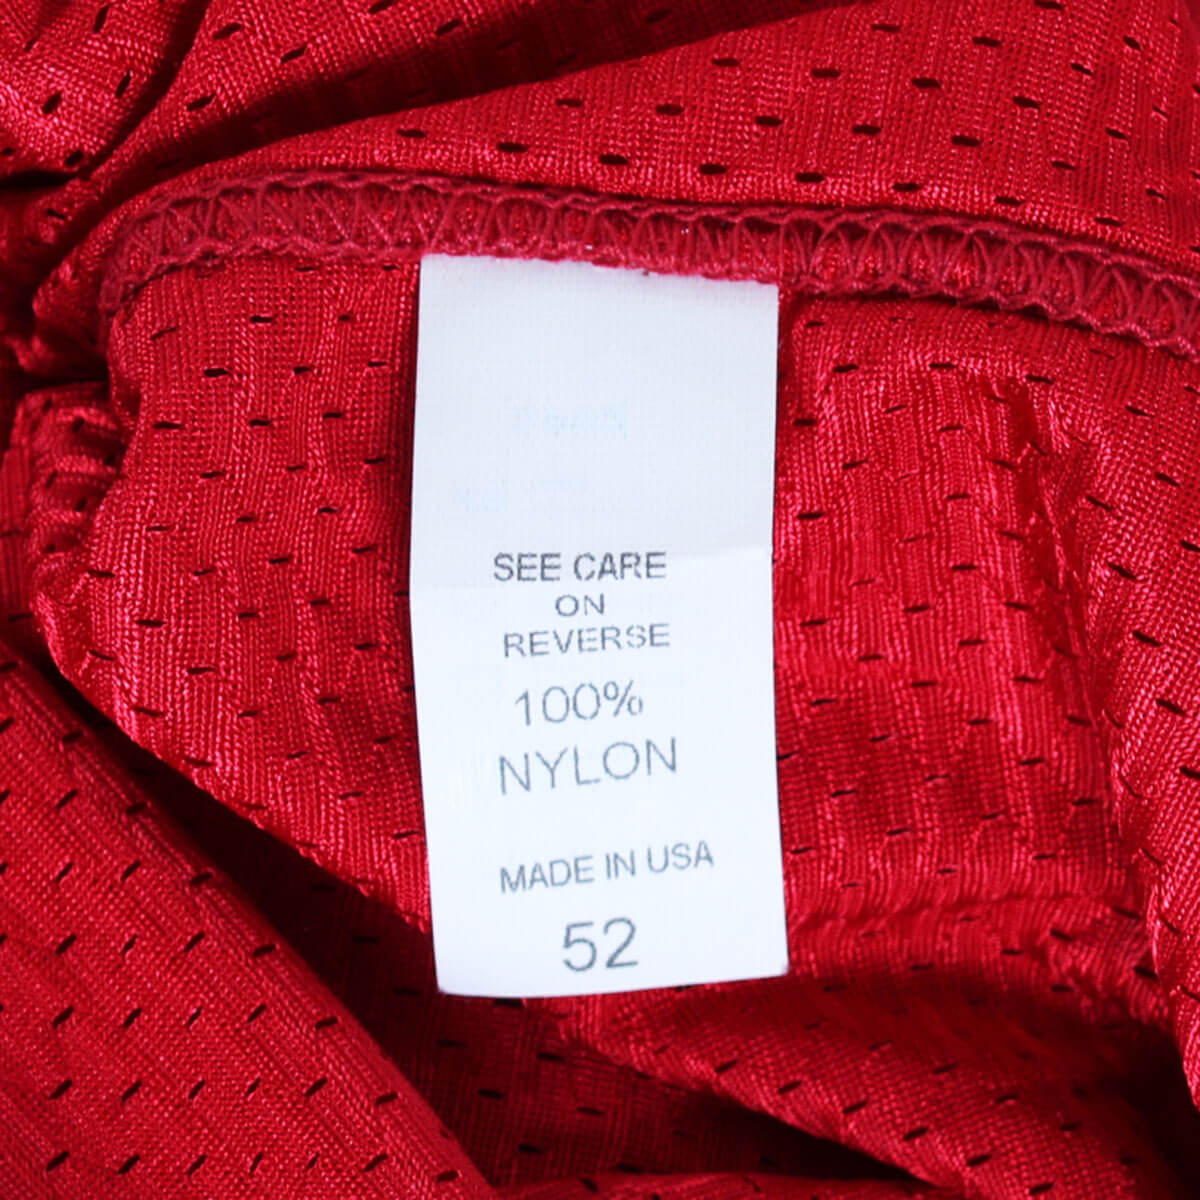 SEE CARE
ON
REVERSE
100%
NYLON
MADE IN USA
52